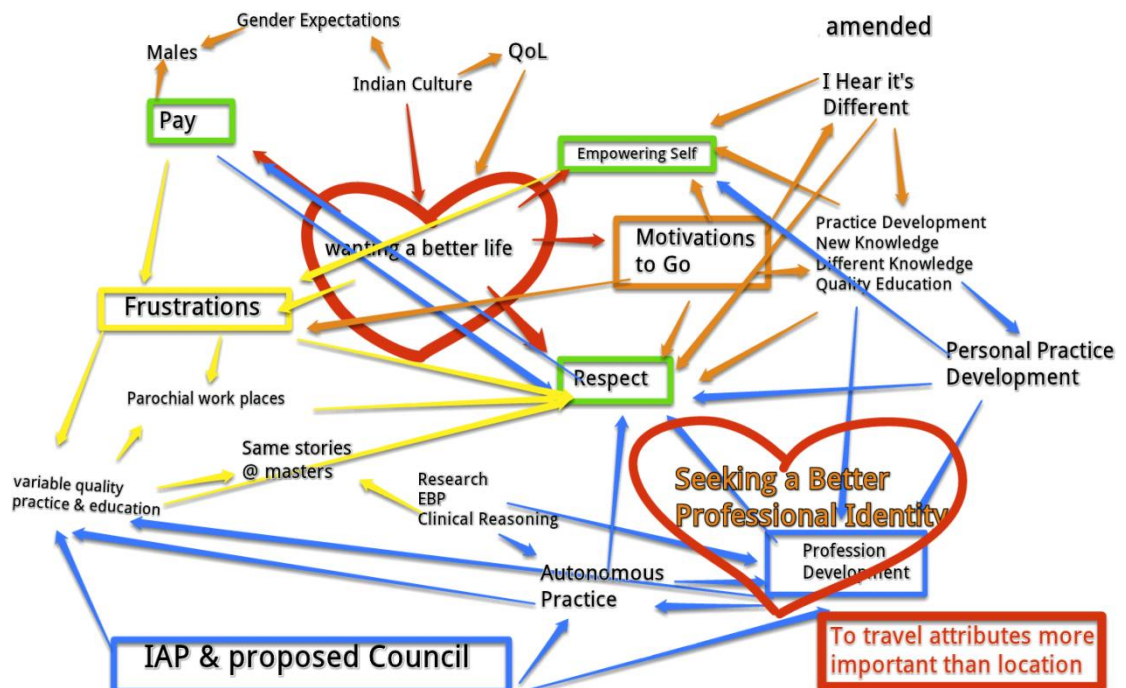 Gender Expectations
amended
Males
QoL
Indian Culture
I Hear it's
Different
Pay
Empowering Self
Practice Development
New Knowledge
Different Knowledge
Quality Education
Motivations
to Go
wanting a better life
Frustrations
Personal Practice
Development
Respect
Parochial work places
Same stories
@ masters
Seeking a Better
Professional Identity
variable quality
practice & education
Research
EBP
Clinical Reasoning
Profession
Development
Autonomous
Practice
IAP & proposed Council
To travel attributes more
important than location